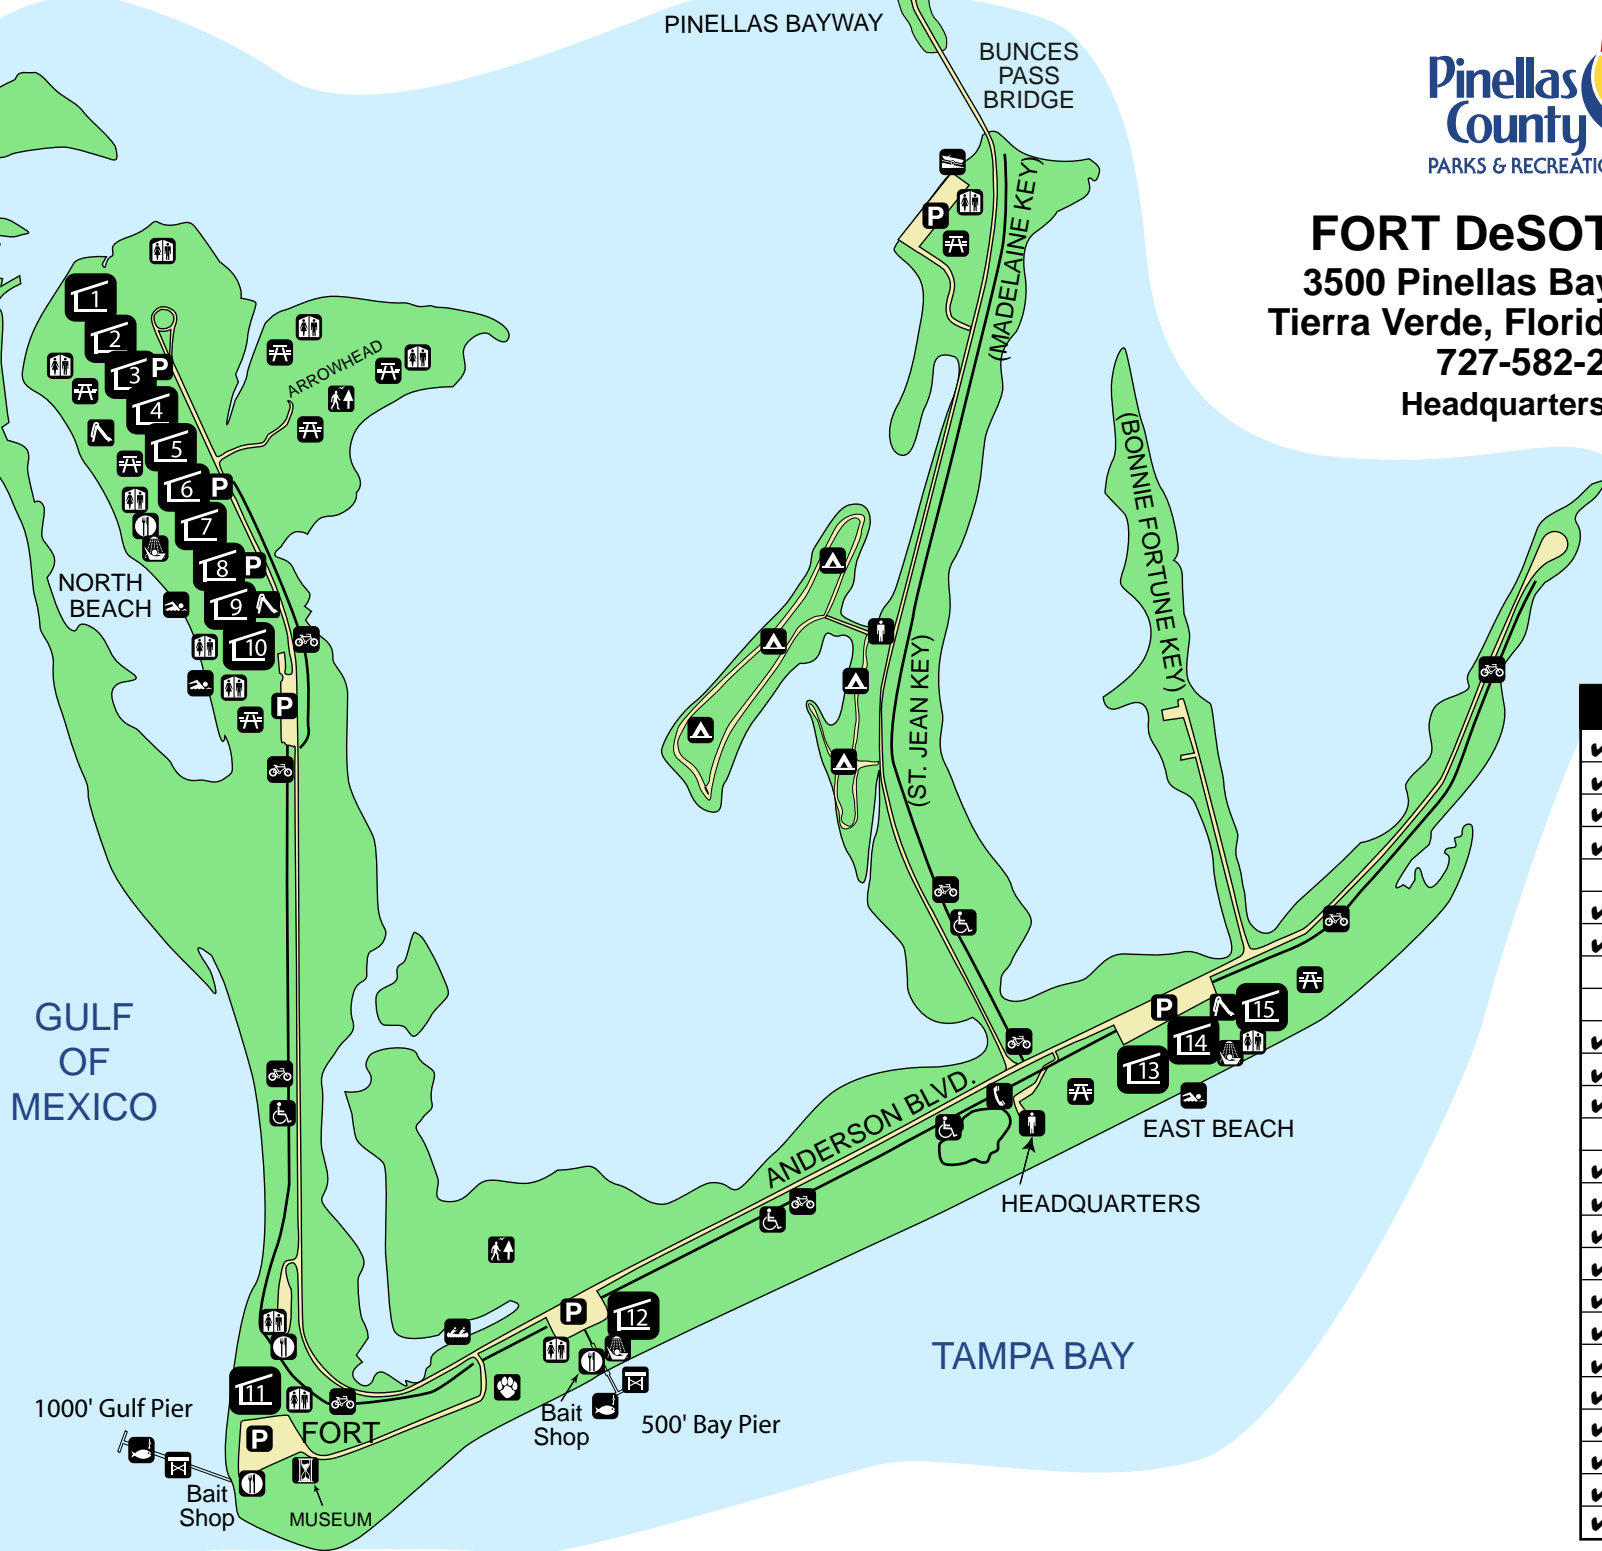 PINELLAS BAYWAY
BUNCES
PASS
BRIDGE
Pinellas
County
PARKS & RECREATIO
FORT DeSOT
3500 Pinellas Bay
Tierra Verde, Florid
727-582-2
Headquarters
(MADELAINE KEY)
P
1
2
3 P
4
5
6 P
7
8 P
9
10
P
ARROWHEAD
NORTH
BEACH
(BONNIE FORTUNE KEY)
(ST. JEAN KEY)
GULF
OF
MEXICO
P
15
14
13
ANDERSON BLVD.
EAST BEACH
HEADQUARTERS
P
12
TAMPA BAY
11
1000' Gulf Pier
FORT
P
Bait
Shop
500' Bay Pier
Bait
Shop
MUSEUM